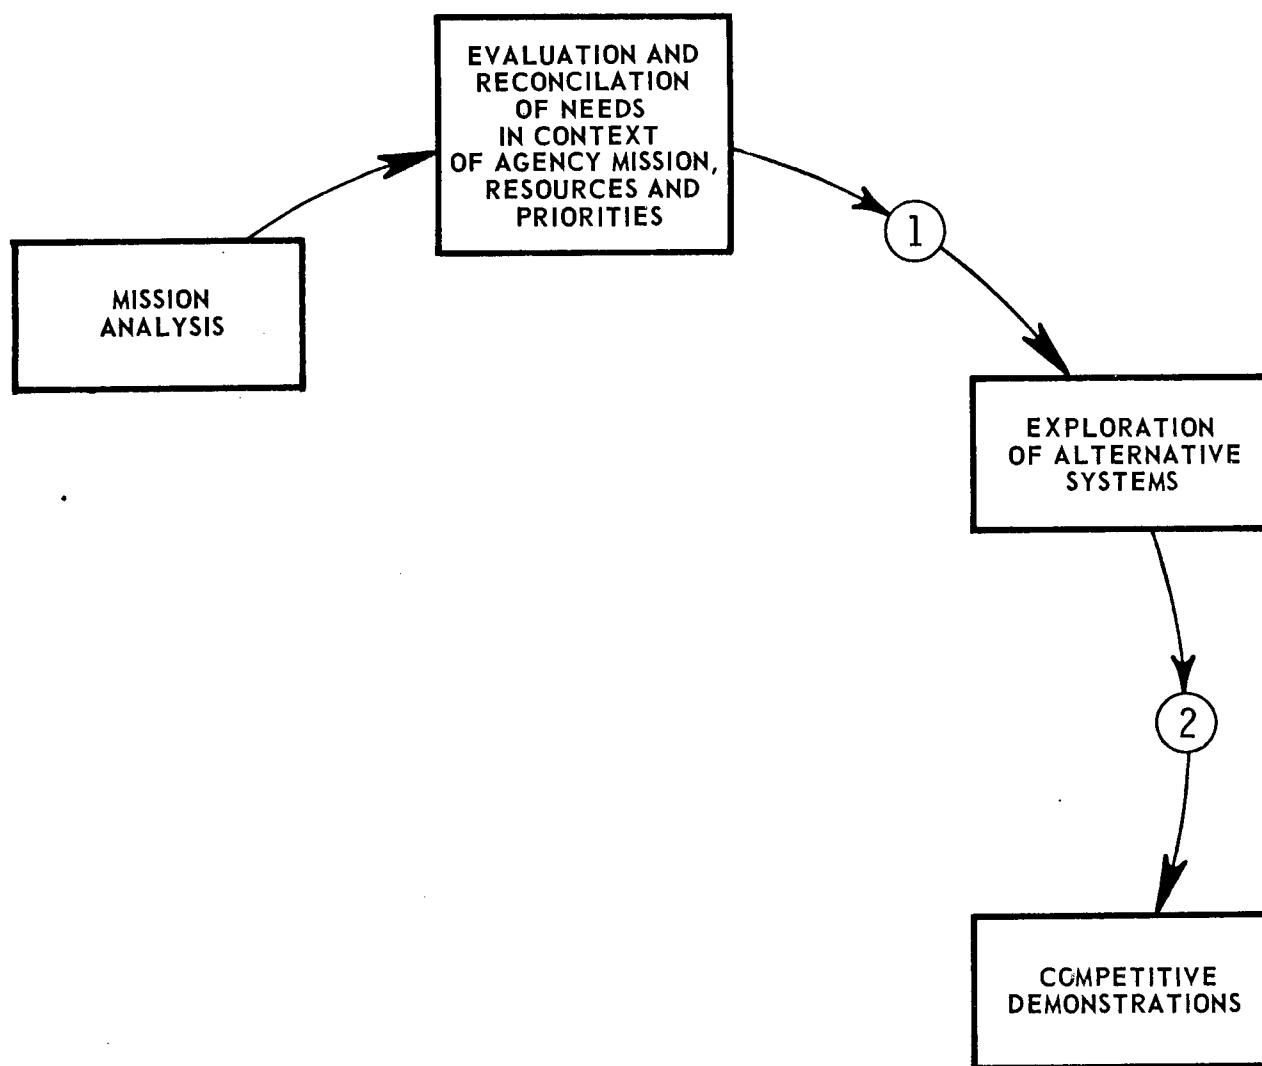 EVALUATION AND
RECONCILATION
OF NEEDS
IN CONTEXT
OF AGENCY MISSION,
RESOURCES AND
PRIORITIES
1
MISSION
ANALYSIS
EXPLORATION
OF ALTERNATIVE
SYSTEMS
2
COMPETITIVE
DEMONSTRATIONS